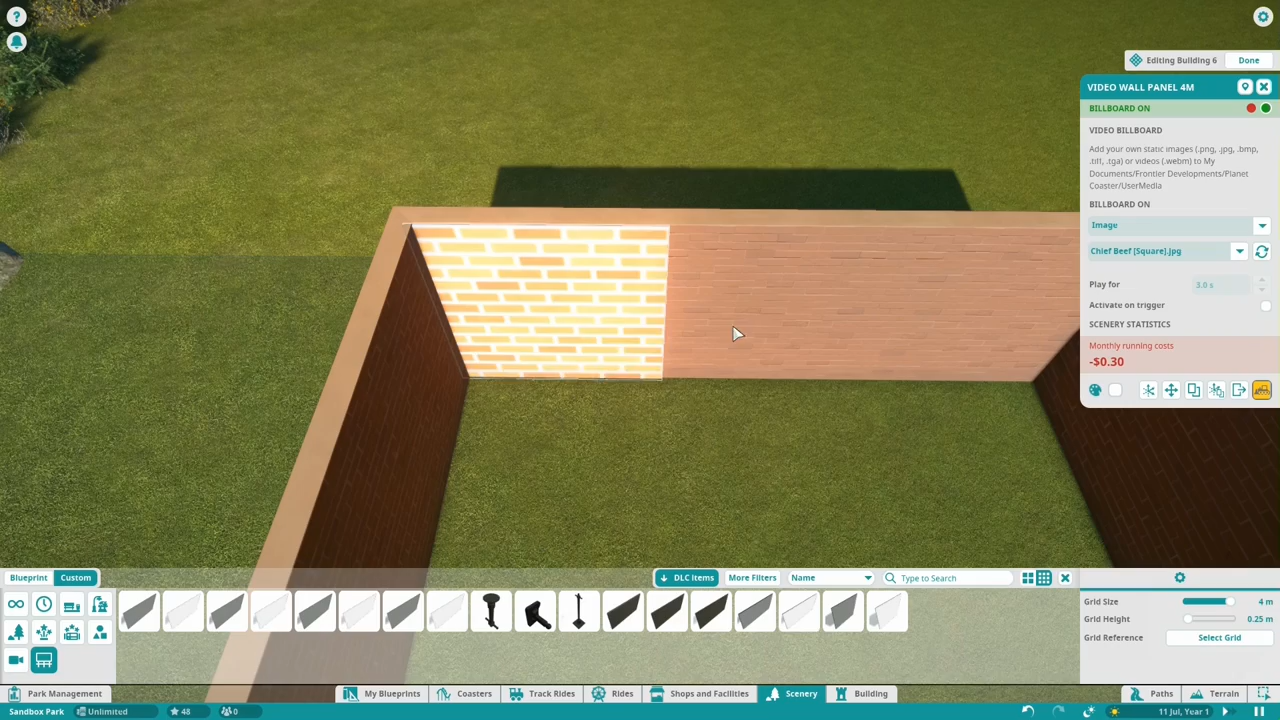 ?
Editing Building 6
Done
VIDEO WALL PANEL 4M
BILLBOARD ON
VIDEO BILLBOARD
Add your own static images (.png, .jpg, .bmp,
.tif1, .tga) or videos (.webm) to My
Documents/Frontier Developments/Planet
Coaster/UserMedia
BILLBOARD ON
Image
Chief Beef [Square].jpg
Play for
3.0 s
Activate on trigger
SCENERY STATISTICS
Monthly running costs
-$0.30
Blueprint
Custom
DLC Items
More Filters
Name
Type to Search
Grid Size
4 m
Grid Height
0.25 m
Grid Reference
Select Grid
Park Management
My Blueprints
Coasters
Track Rides
Rides
Shops and Facilities
Scenery
Building
Paths
Terrain
Sandbox Park
Unlimited
48
0
11 Jul, Year 1